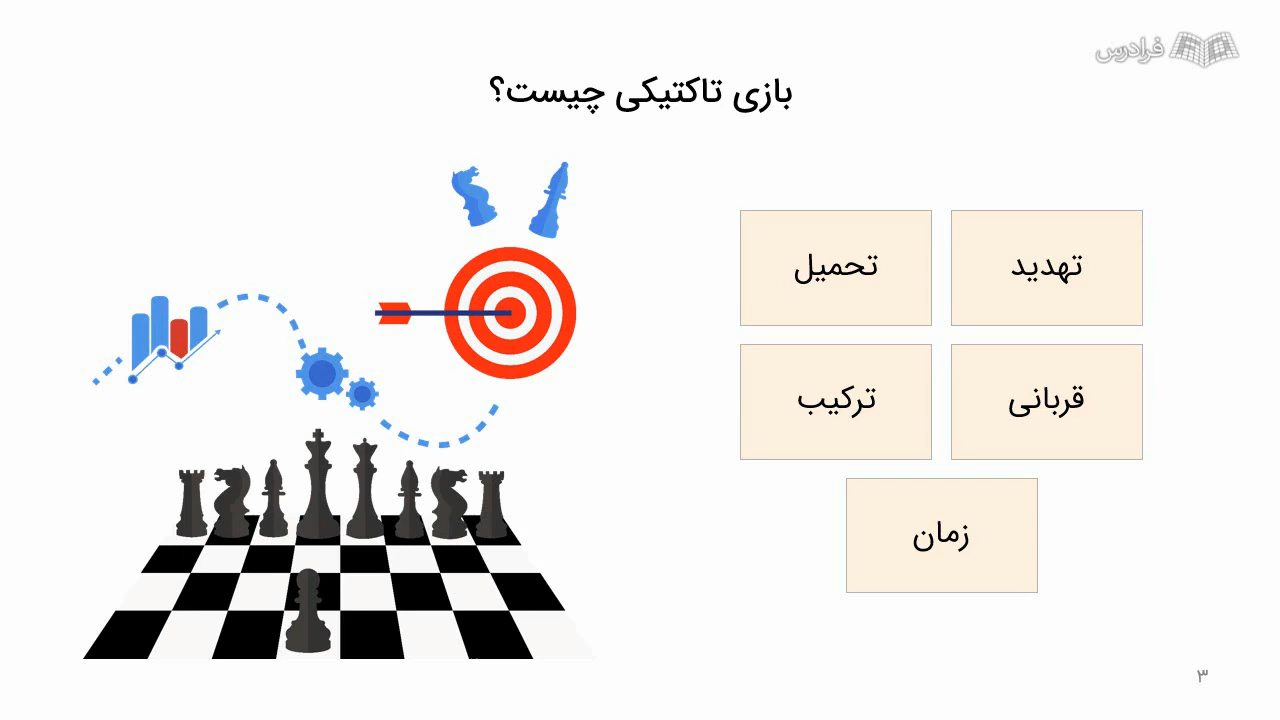 فرادرس
بازی تاکتیکی چیست؟
تهدید
تحمیل
قربانی
ترکیب
زمان
۳